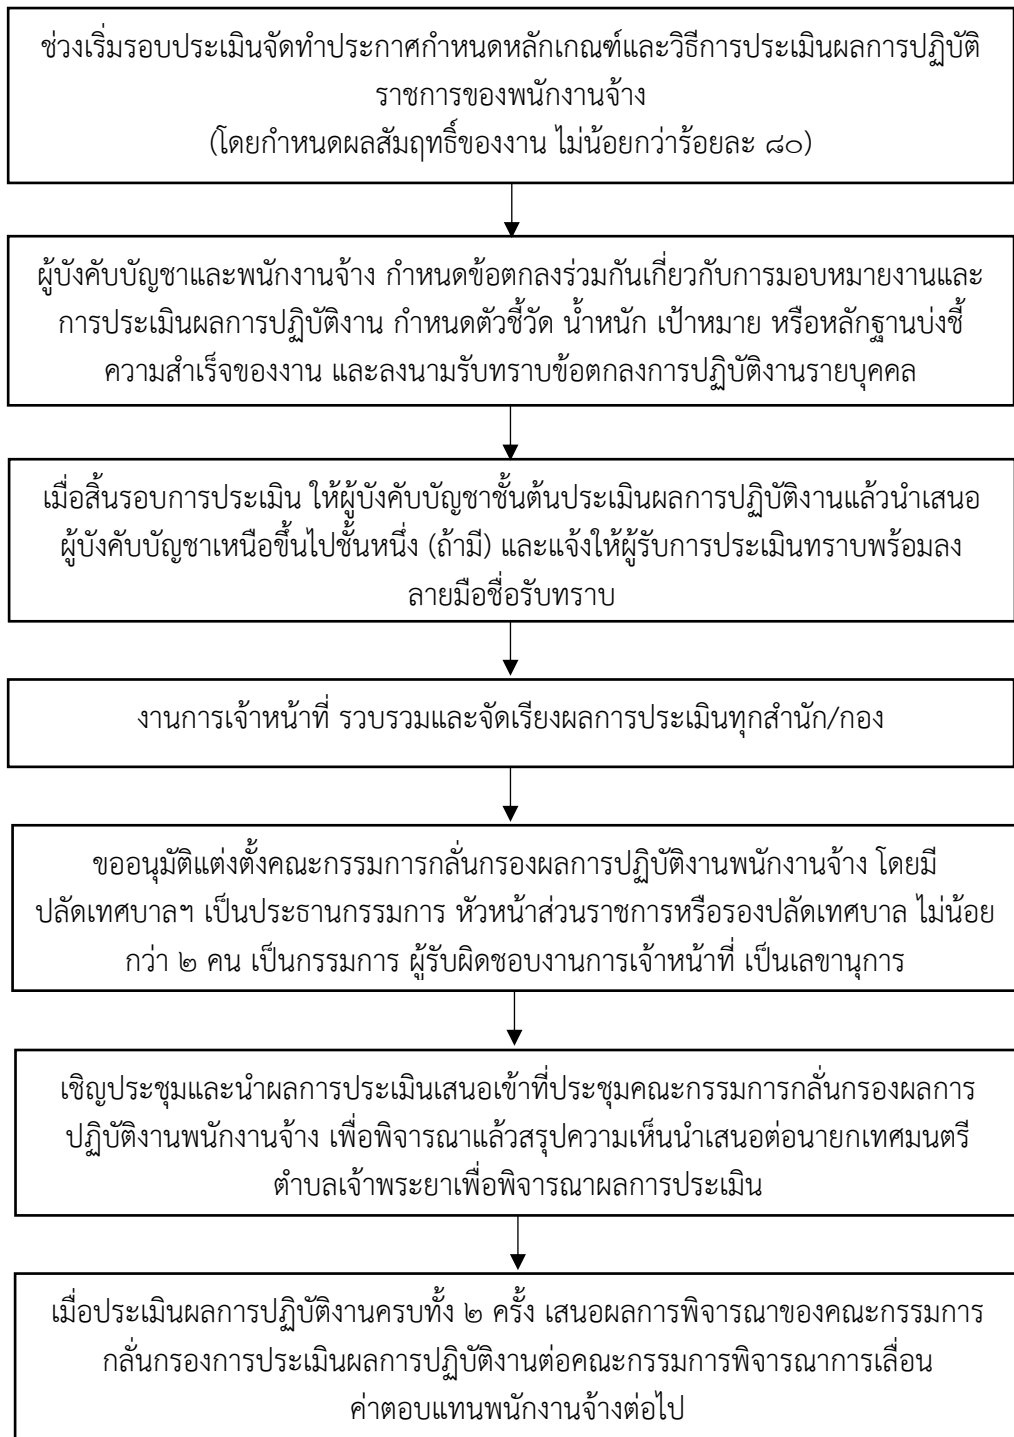 ช่วงเริ่มรอบประเมินจัดทำประกาศกำหนดหลักเกณฑ์และวิธีการประเมินผลการปฏิบัติ
ราชการของพนักงานจ้าง
(โดยกำหนดผลสัมฤทธิ์ของงาน ไม่น้อยกว่าร้อยละ ๘๐)
ผู้บังคับบัญชาและพนักงานจ้าง กำหนดข้อตกลงร่วมกันเกี่ยวกับการมอบหมายงานและ
การประเมินผลการปฏิบัติงาน กำหนดตัวชี้วัด น้ำหนัก เป้าหมาย หรือหลักฐานบ่งชี้
ความสำเร็จของงาน และลงนามรับทราบข้อตกลงการปฏิบัติงานรายบุคคล
เมื่อสิ้นรอบการประเมิน ให้ผู้บังคับบัญชาชั้นต้นประเมินผลการปฏิบัติงานแล้วนำเสนอ
ผู้บังคับบัญชาเหนือขึ้นไปชั้นหนึ่ง (ถ้ามี) และแจ้งให้ผู้รับการประเมินทราบพร้อมลง
ลายมือชื่อรับทราบ
งานการเจ้าหน้าที่ รวบรวมและจัดเรียงผลการประเมินทุกสำนัก/กอง
ขออนุมัติแต่งตั้งคณะกรรมการกลั่นกรองผลการปฏิบัติงานพนักงานจ้าง โดยมี
ปลัดเทศบาลฯ เป็นประธานกรรมการ หัวหน้าส่วนราชการหรือรองปลัดเทศบาล ไม่น้อย
กว่า ๒ คน เป็นกรรมการ ผู้รับผิดชอบงานการเจ้าหน้าที่ เป็นเลขานุการ
เชิญประชุมและนำผลการประเมินเสนอเข้าที่ประชุมคณะกรรมการกลั่นกรองผลการ
ปฏิบัติงานพนักงานจ้าง เพื่อพิจารณาแล้วสรุปความเห็นนำเสนอต่อนายกเทศมนตรี
ตำบลเจ้าพระยาเพื่อพิจารณาผลการประเมิน
เมื่อประเมินผลการปฏิบัติงานครบทั้ง ๒ ครั้ง เสนอผลการพิจารณาของคณะกรรมการ
กลั่นกรองการประเมินผลการปฏิบัติงานต่อคณะกรรมการพิจารณาการเลื่อน
ค่าตอบแทนพนักงานจ้างต่อไป